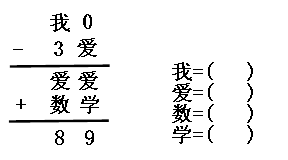 我 0
- 3 爱
爱 爱
+ 数 学
8 9
我=( )
爱=( )
数=( )
学=( )